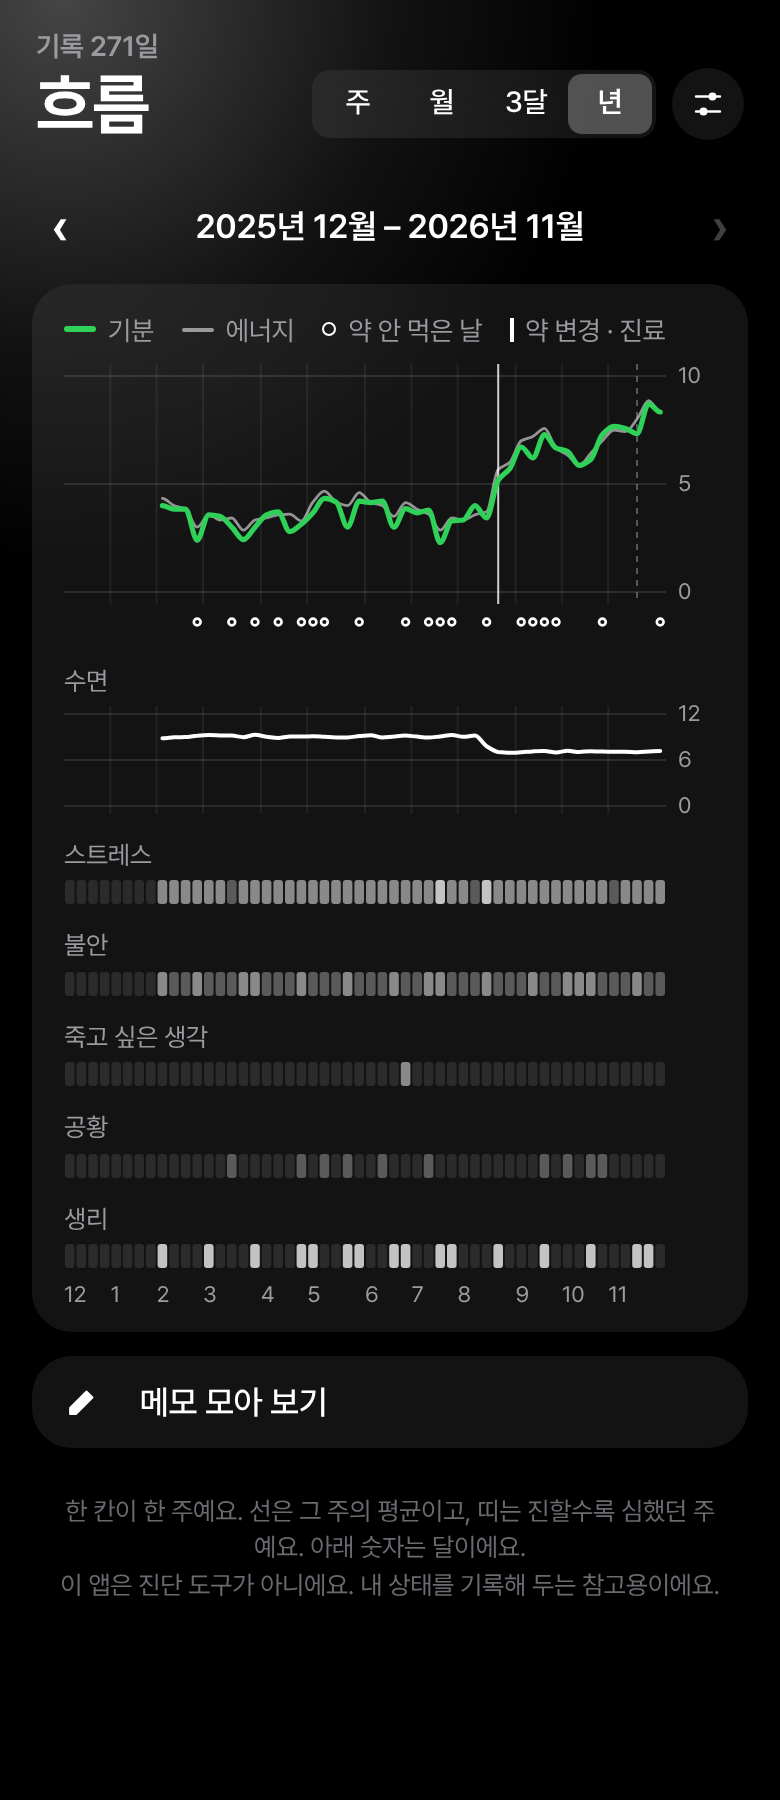 기록 271일
흐름
주 월 3달 년
‹ 2025년 12월 – 2026년 11월 ›
기분 에너지 약 안 먹은 날 약 변경 · 진료
10
5
0
수면
12
6
0
스트레스
불안
죽고 싶은 생각
공황
생리
12 1 2 3 4 5 6 7 8 9 10 11
메모 모아 보기
한 칸이 한 주예요. 선은 그 주의 평균이고, 띠는 진할수록 심했던 주
예요. 아래 숫자는 달이에요.
이 앱은 진단 도구가 아니에요. 내 상태를 기록해 두는 참고용이에요.